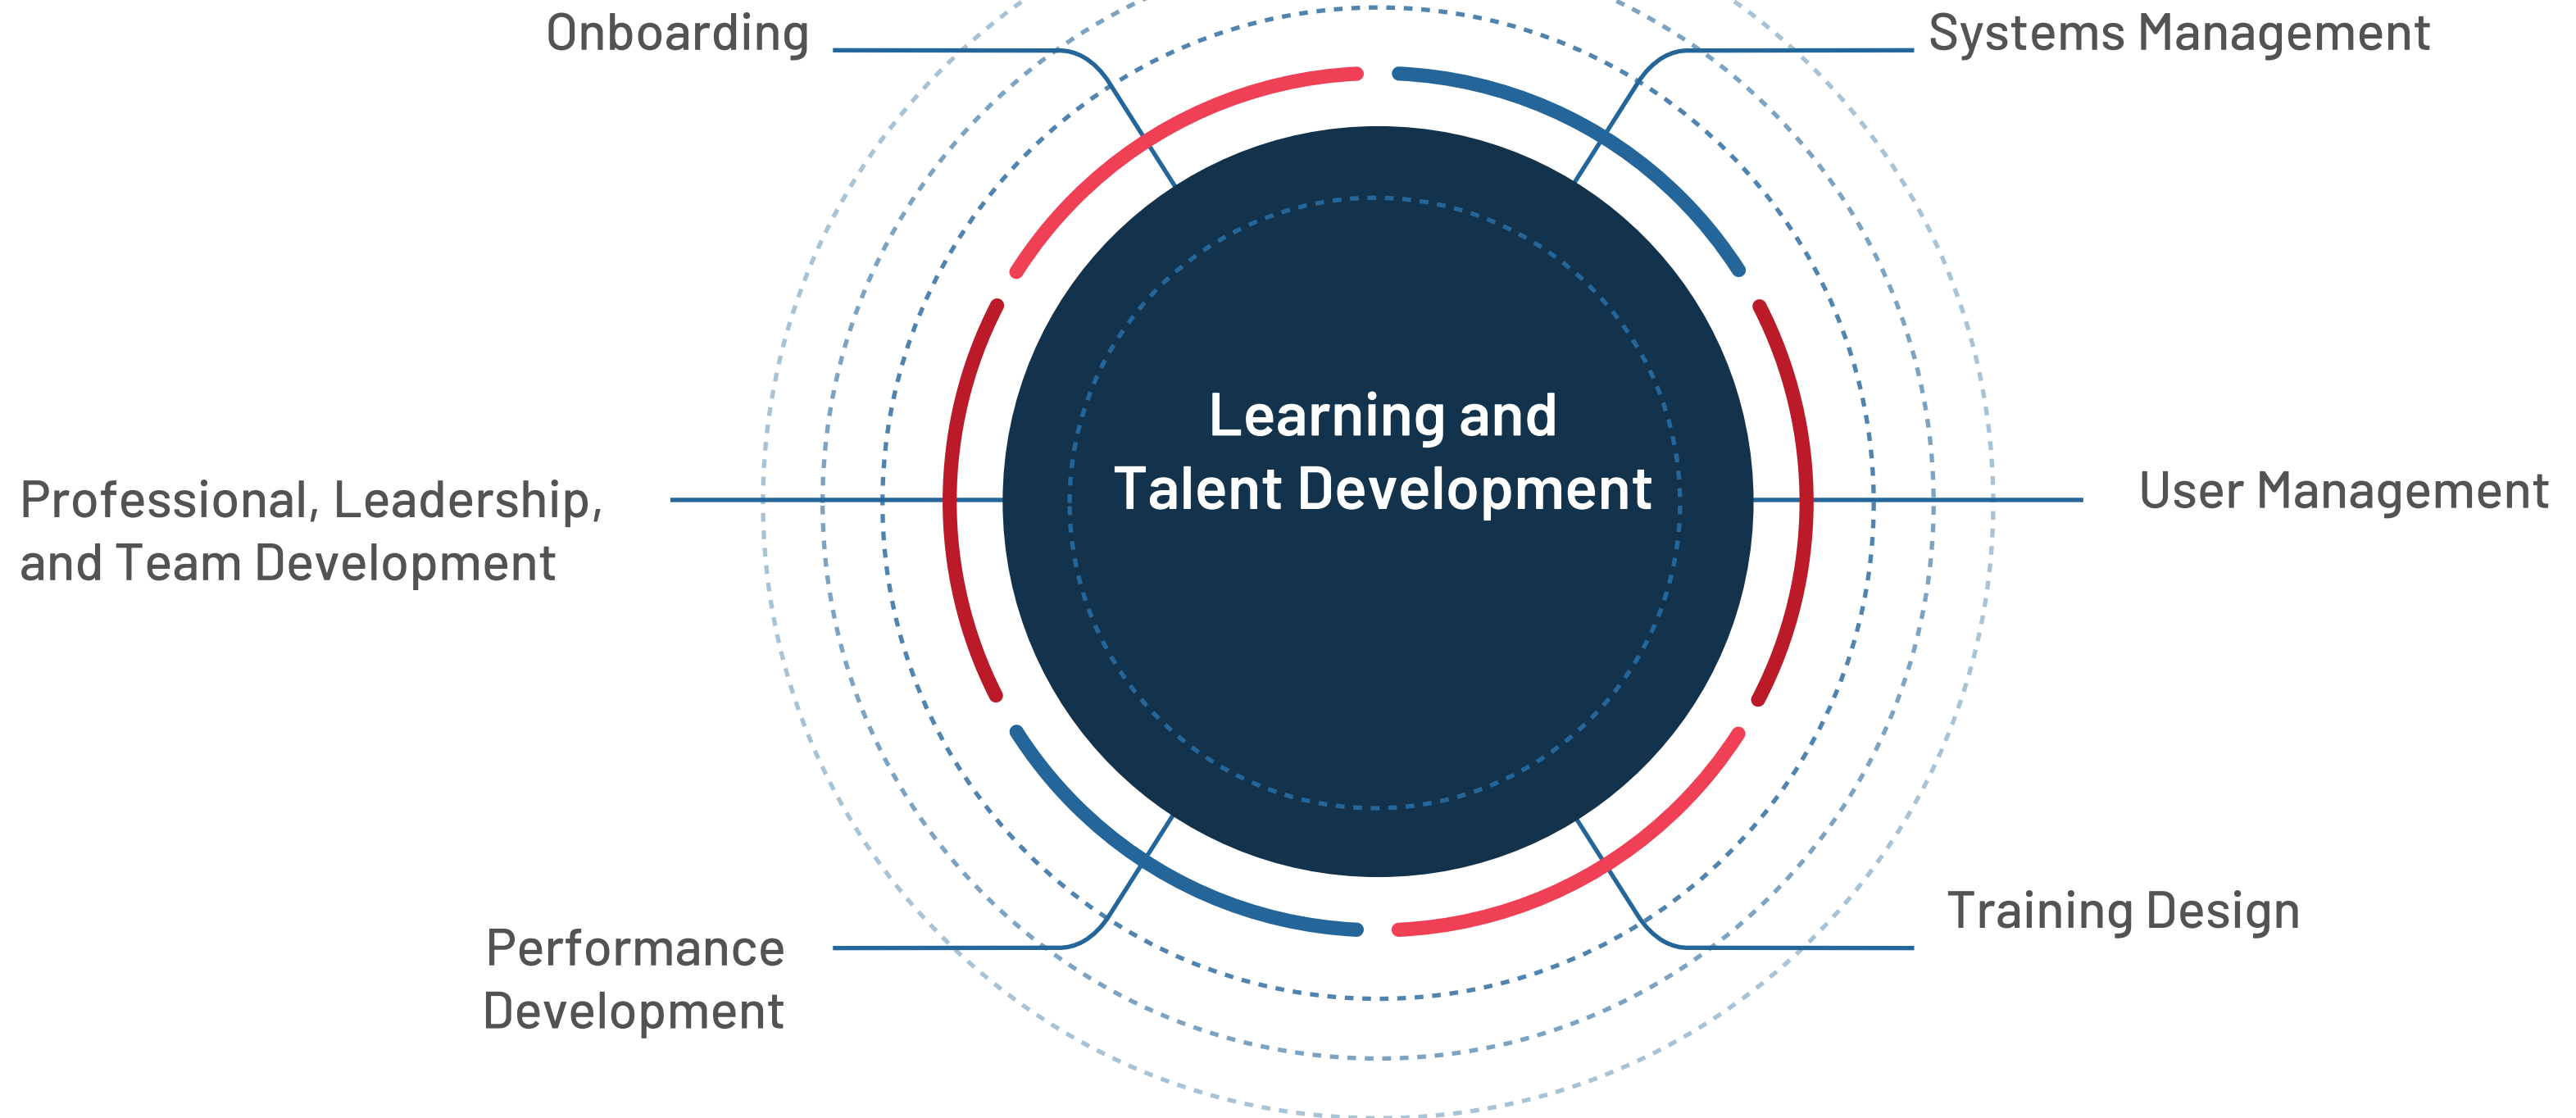 Onboarding
Systems Management
Learning and
Talent Development
Professional, Leadership,
and Team Development
User Management
Performance
Development
Training Design